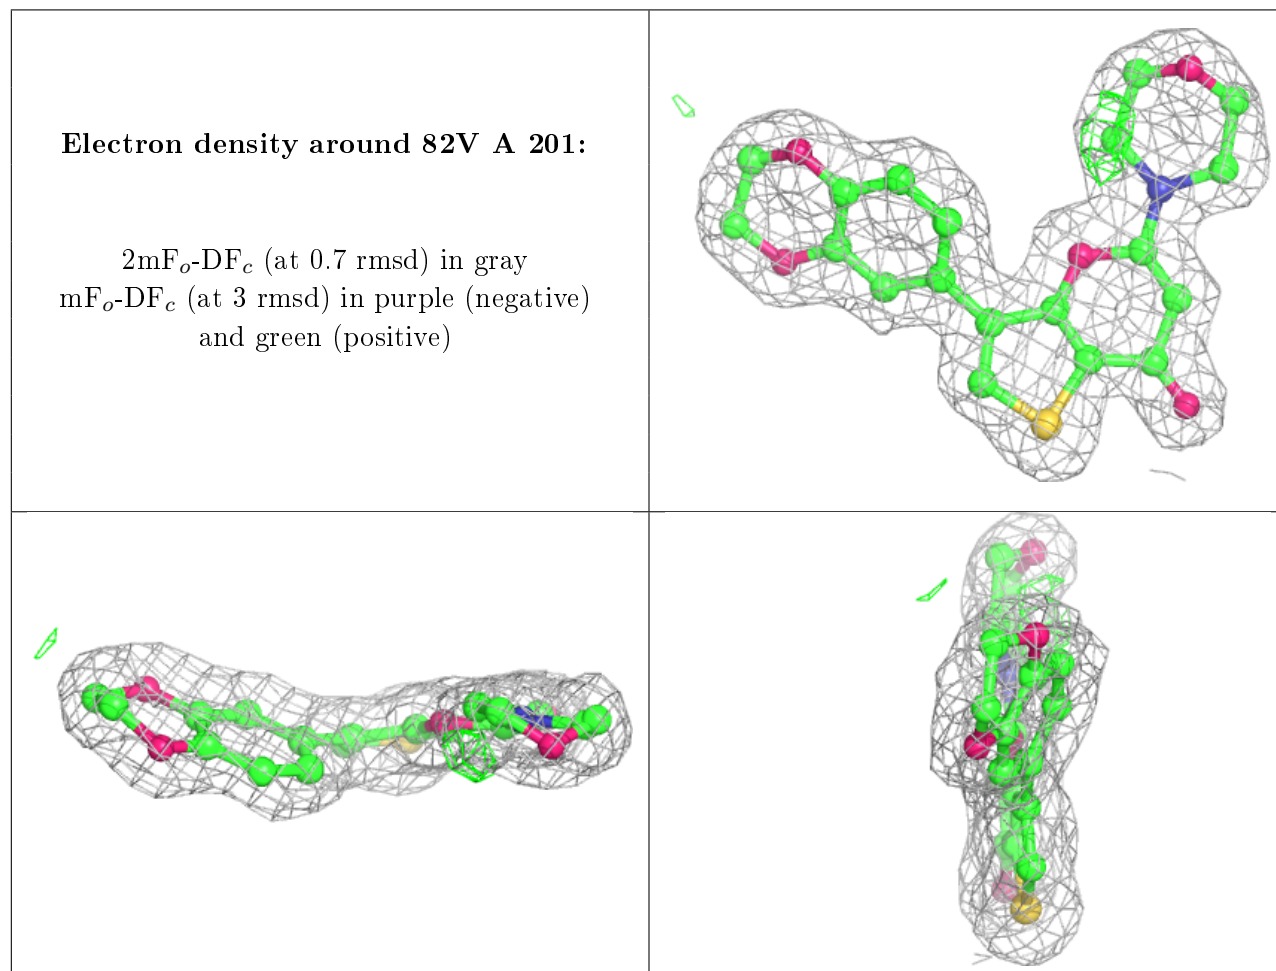 Electron density around 82V A 201:
2mFo-DFc (at 0.7 rmsd) in gray
mFo-DFc (at 3 rmsd) in purple (negative)
and green (positive)